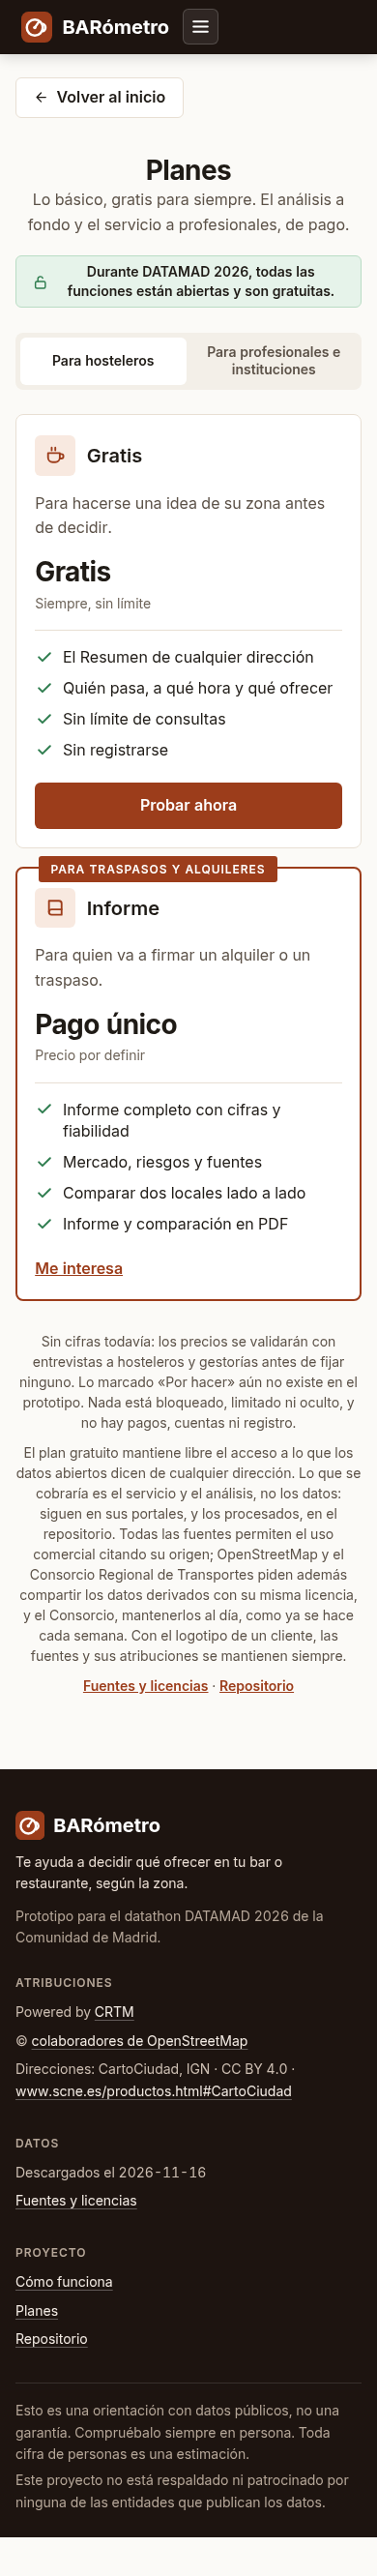 BARómetro
Volver al inicio
Planes
Lo básico, gratis para siempre. El análisis a
fondo y el servicio a profesionales, de pago.
Durante DATAMAD 2026, todas las
funciones están abiertas y son gratuitas.
Para hosteleros
Para profesionales e
instituciones
Gratis
Para hacerse una idea de su zona antes
de decidir.
Gratis
Siempre, sin límite
El Resumen de cualquier dirección
Quién pasa, a qué hora y qué ofrecer
Sin límite de consultas
Sin registrarse
Probar ahora
PARA TRASPASOS Y ALQUILERES
Informe
Para quien va a firmar un alquiler o un
traspaso.
Pago único
Precio por definir
Informe completo con cifras y
fiabilidad
Mercado, riesgos y fuentes
Comparar dos locales lado a lado
Informe y comparación en PDF
Me interesa
Sin cifras todavía: los precios se validarán con
entrevistas a hosteleros y gestorías antes de fijar
ninguno. Lo marcado «Por hacer» aún no existe en el
prototipo. Nada está bloqueado, limitado ni oculto, y
no hay pagos, cuentas ni registro.
El plan gratuito mantiene libre el acceso a lo que los
datos abiertos dicen de cualquier dirección. Lo que se
cobraría es el servicio y el análisis, no los datos:
siguen en sus portales, y los procesados, en el
repositorio. Todas las fuentes permiten el uso
comercial citando su origen; OpenStreetMap y el
Consorcio Regional de Transportes piden además
compartir los datos derivados con su misma licencia,
y el Consorcio, mantenerlos al día, como ya se hace
cada semana. Con el logotipo de un cliente, las
fuentes y sus atribuciones se mantienen siempre.
Fuentes y licencias · Repositorio
BARómetro
Te ayuda a decidir qué ofrecer en tu bar o
restaurante, según la zona.
Prototipo para el datathon DATAMAD 2026 de la
Comunidad de Madrid.
ATRIBUCIONES
Powered by CRTM
© colaboradores de OpenStreetMap
Direcciones: CartoCiudad, IGN · CC BY 4.0 ·
www.scne.es/productos.html#CartoCiudad
DATOS
Descargados el 2026-11-16
Fuentes y licencias
PROYECTO
Cómo funciona
Planes
Repositorio
Esto es una orientación con datos públicos, no una
garantía. Compruébalo siempre en persona. Toda
cifra de personas es una estimación.
Este proyecto no está respaldado ni patrocinado por
ninguna de las entidades que publican los datos.